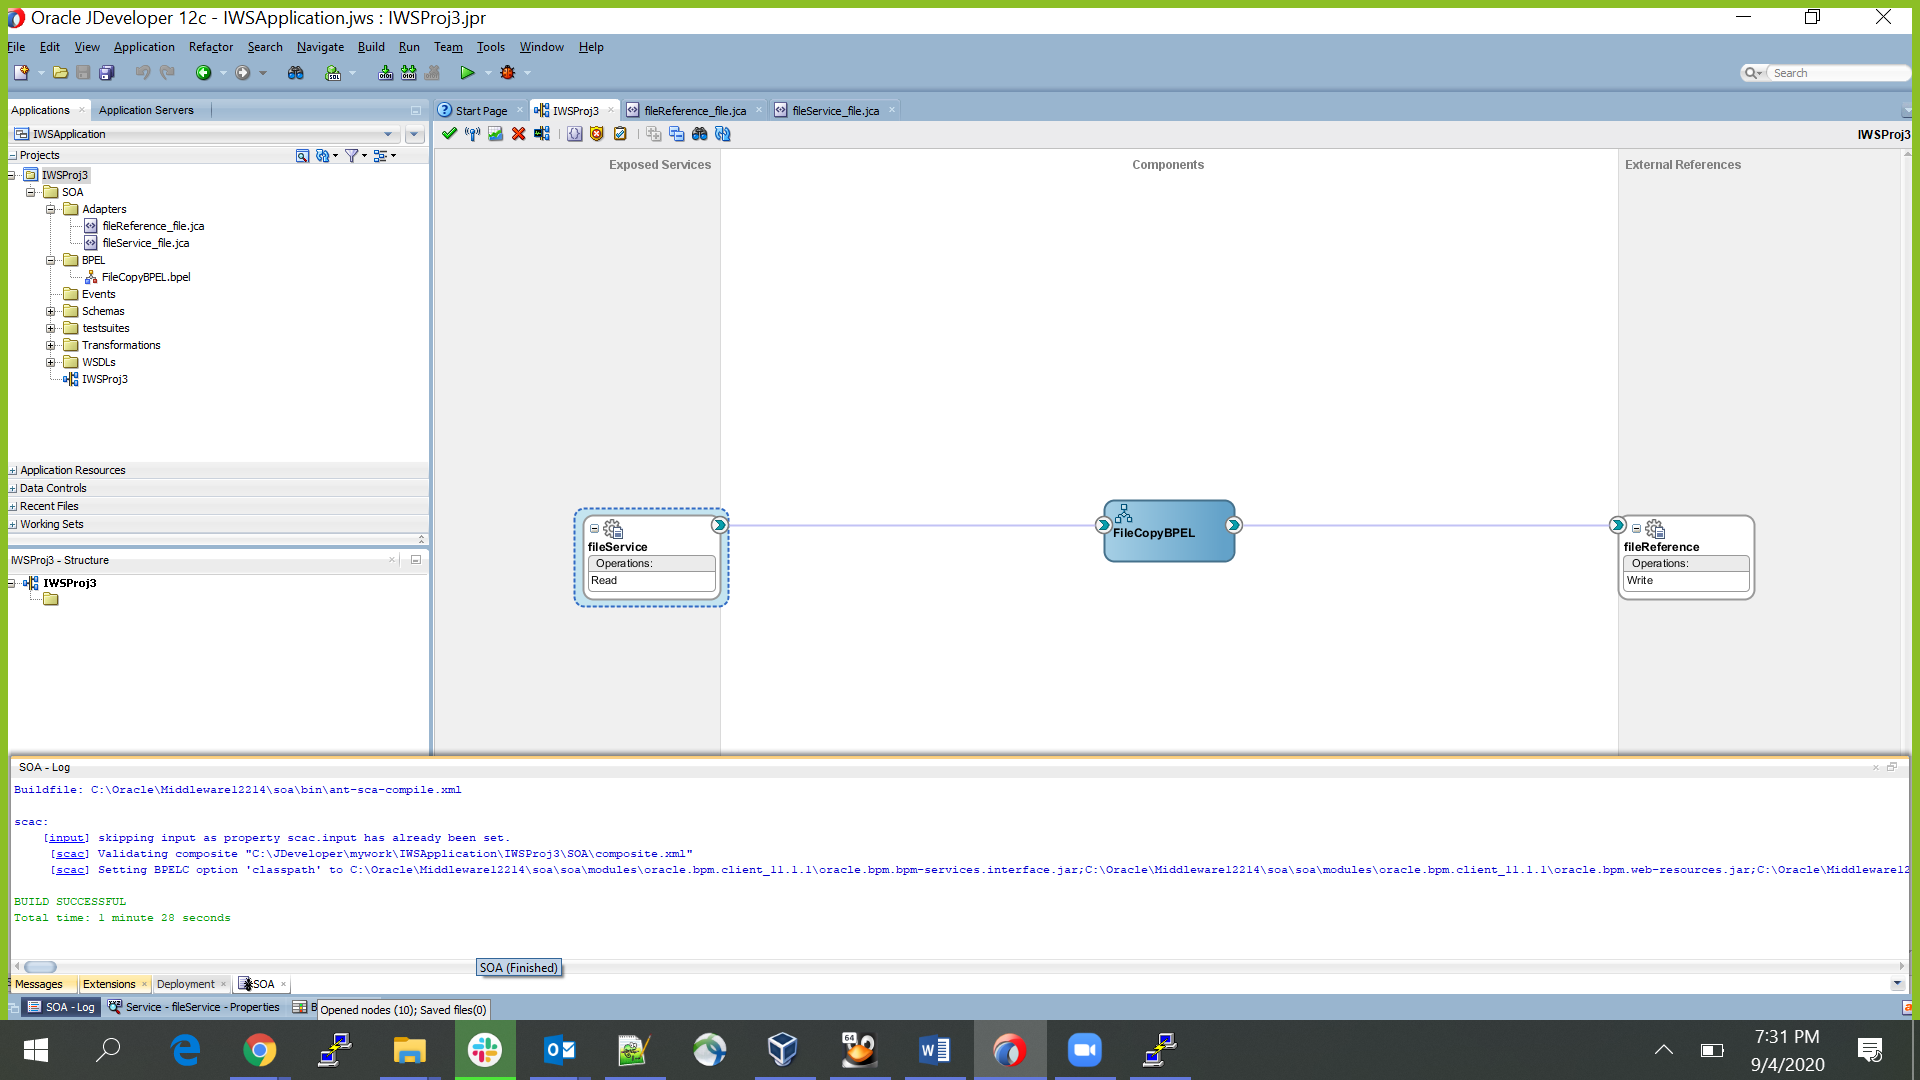 Oracle JDeveloper 12c - IWSApplication.jws : IWSProj3.jpr
File Edit View Application Refactor Search Navigate Build Run Team Tools Window Help
Search
Applications Application Servers
Start Page IWSProj3 fileReference_file.jca fileService_file.jca
IWSApplication
IWSProj3
Projects
IWSProj3
SOA
Adapters
fileReference_file.jca
fileService_file.jca
BPEL
FileCopyBPEL.bpel
Events
Schemas
testsuites
Transformations
WSDLs
IWSProj3
Application Resources
Data Controls
Recent Files
Working Sets
IWSProj3 - Structure
IWSProj3
Exposed Services Components External References
fileService
Operations:
Read
FileCopyBPEL
fileReference
Operations:
Write
SOA - Log
Buildfile: C:\Oracle\Middleware12214\soa\bin\ant-sca-compile.xml
scac:
[input] skipping input as property scac.input has already been set.
[scac] Validating composite "C:\JDeveloper\mywork\IWSApplication\IWSProj3\SOA\composite.xml"
[scac] Setting BPELC option 'classpath' to C:\Oracle\Middleware12214\soa\soa\modules\oracle.bpm.client_11.1.1\oracle.bpm.bpm-services.interface.jar;C:\Oracle\Middleware12214\soa\soa\modules\oracle.bpm.client_11.1.1\oracle.bpm.web-resources.jar;C:\Oracle\Middleware12
BUILD SUCCESSFUL
Total time: 1 minute 28 seconds
SOA (Finished)
Messages Extensions Deployment SOA
SOA - Log Service - fileService - Properties B
Opened nodes (10); Saved files(0)
64
7:31 PM
9/4/2020